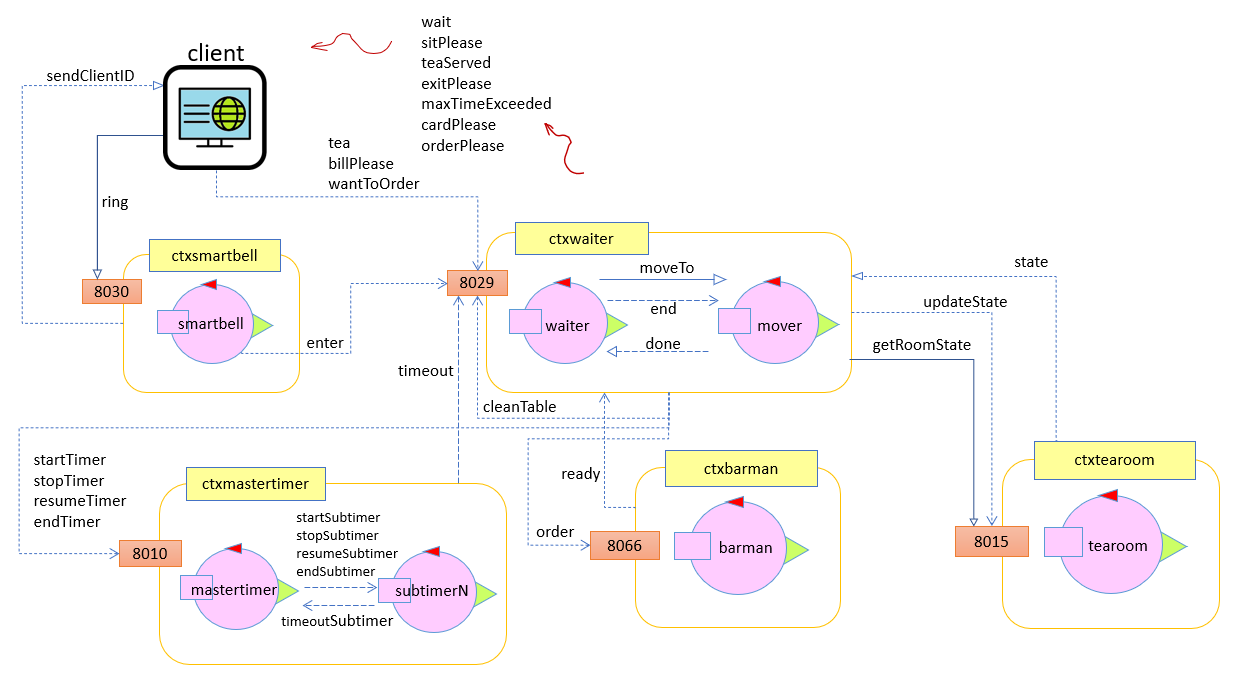 wait
sitPlease
teaServed
exitPlease
maxTimeExceeded
cardPlease
orderPlease
client
sendClientID
tea
billPlease
wantToOrder
ring
ctxsmartbell
8030
smartbell
enter
ctxwaiter
8029
waiter
moveTo
end
done
mover
state
updateState
getRoomState
timeout
cleanTable
startTimer
stopTimer
resumeTimer
endTimer
ctxmastertimer
8010
mastertimer
startSubtimer
stopSubtimer
resumeSubtimer
endSubtimer
timeoutSubtimer
subtimerN
ready
order
ctxbarman
8066
barman
ctxtearoom
8015
tearoom